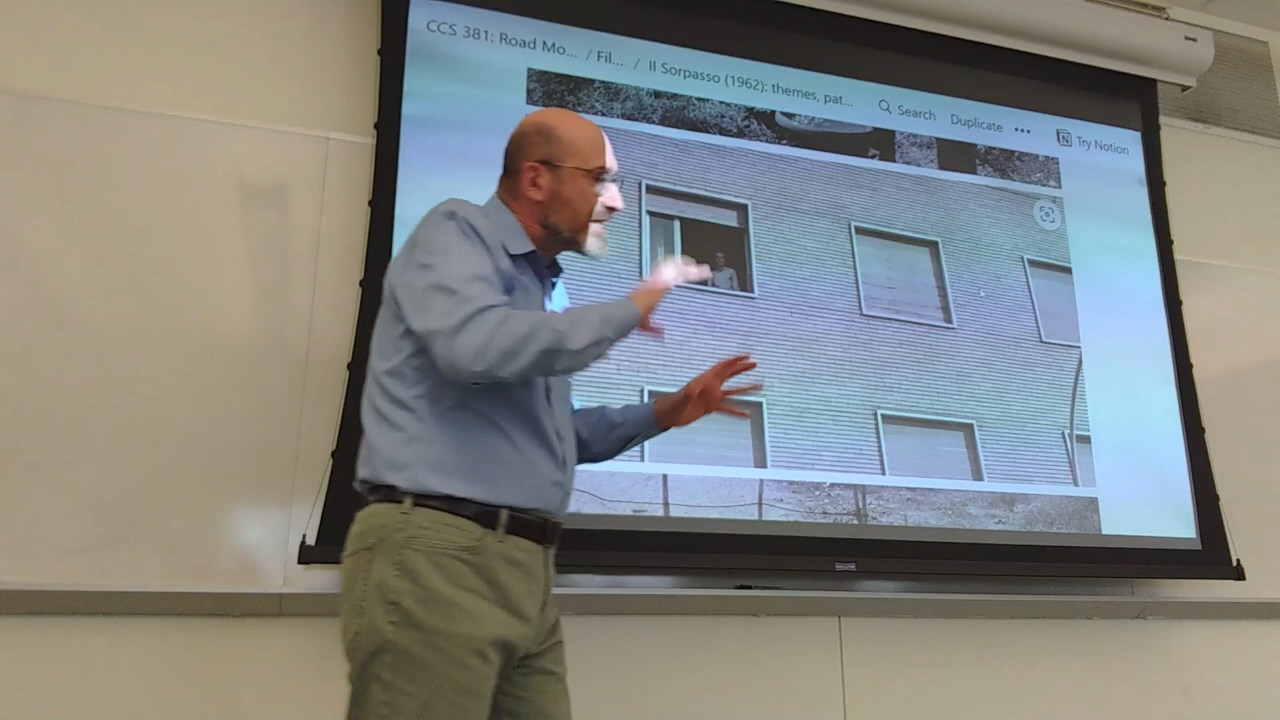 CCS 381: Road Mo... / Fil... / Il Sorpasso (1962): themes, pat...
Search Duplicate ••• Try Notion